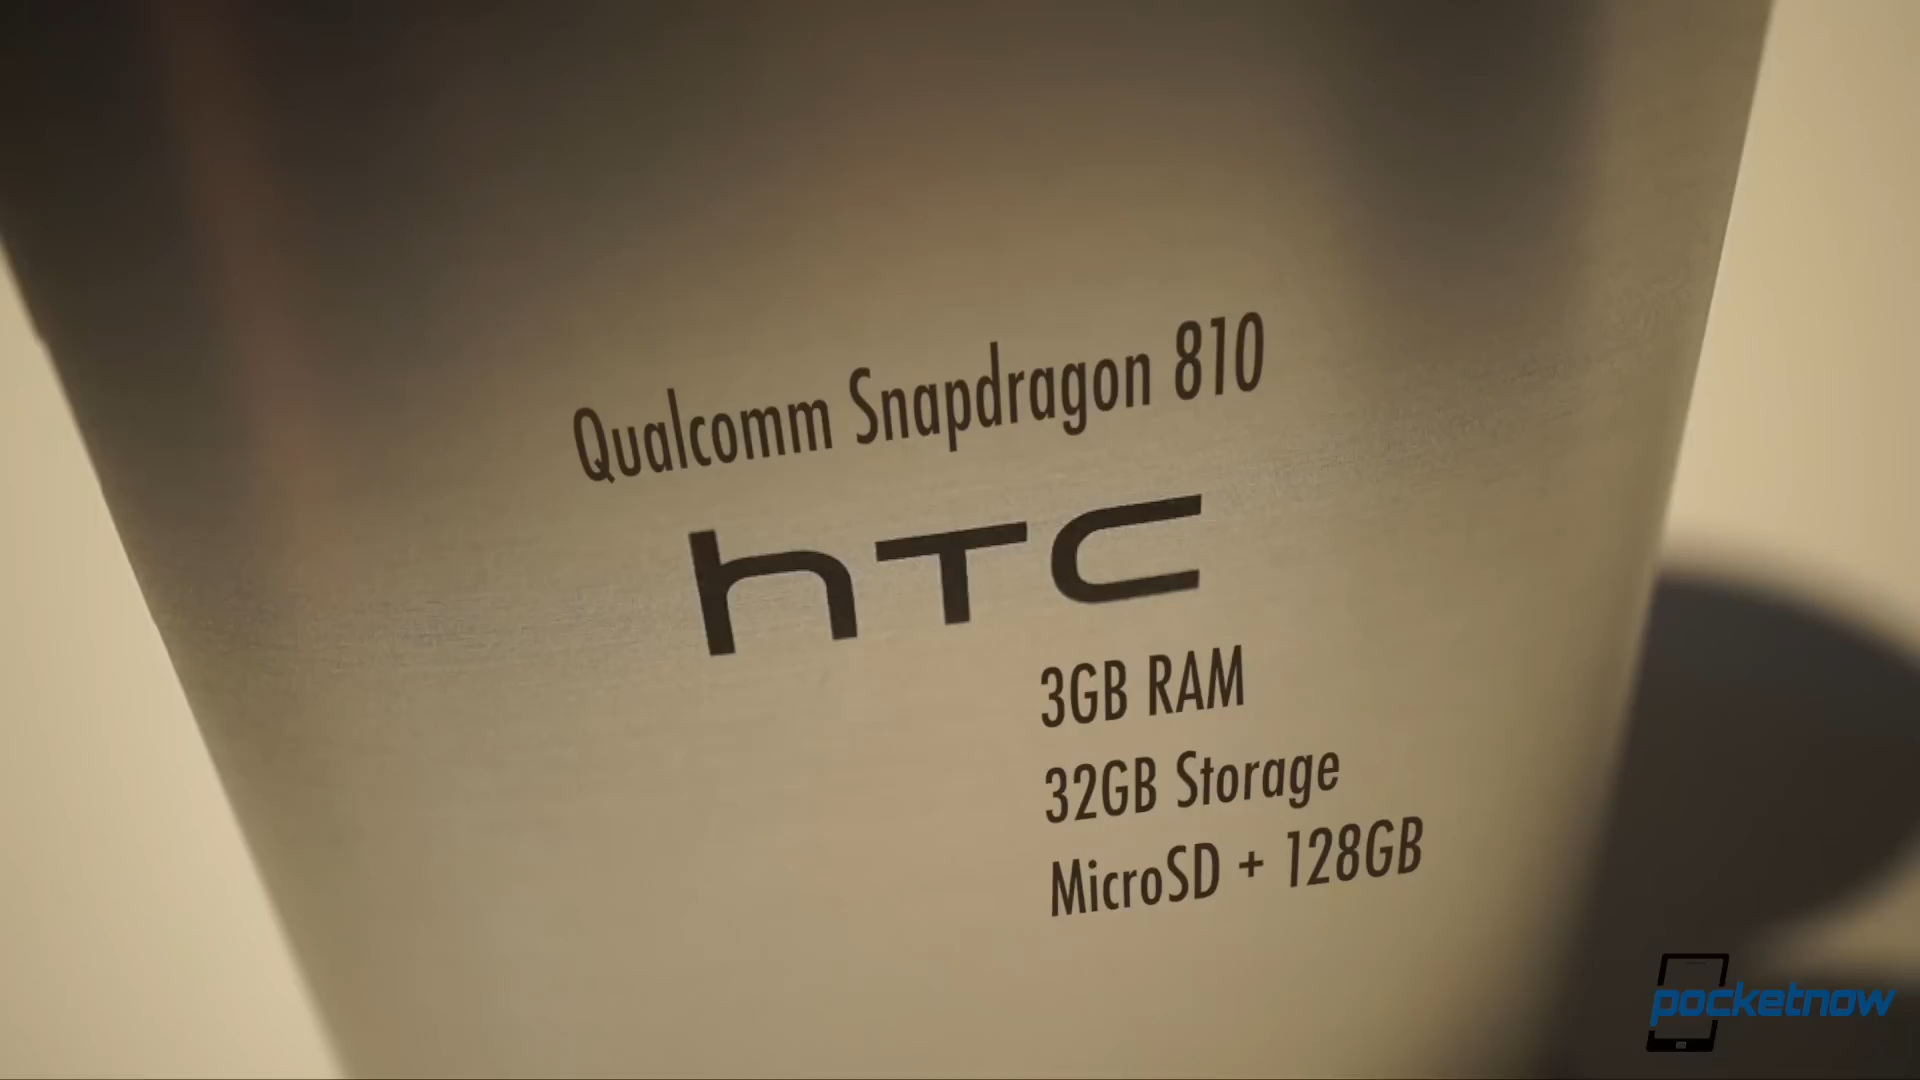 Qualcomm Snapdragon 810
hTC
3GB RAM
32GB Storage
MicroSD + 128GB
pocketnow